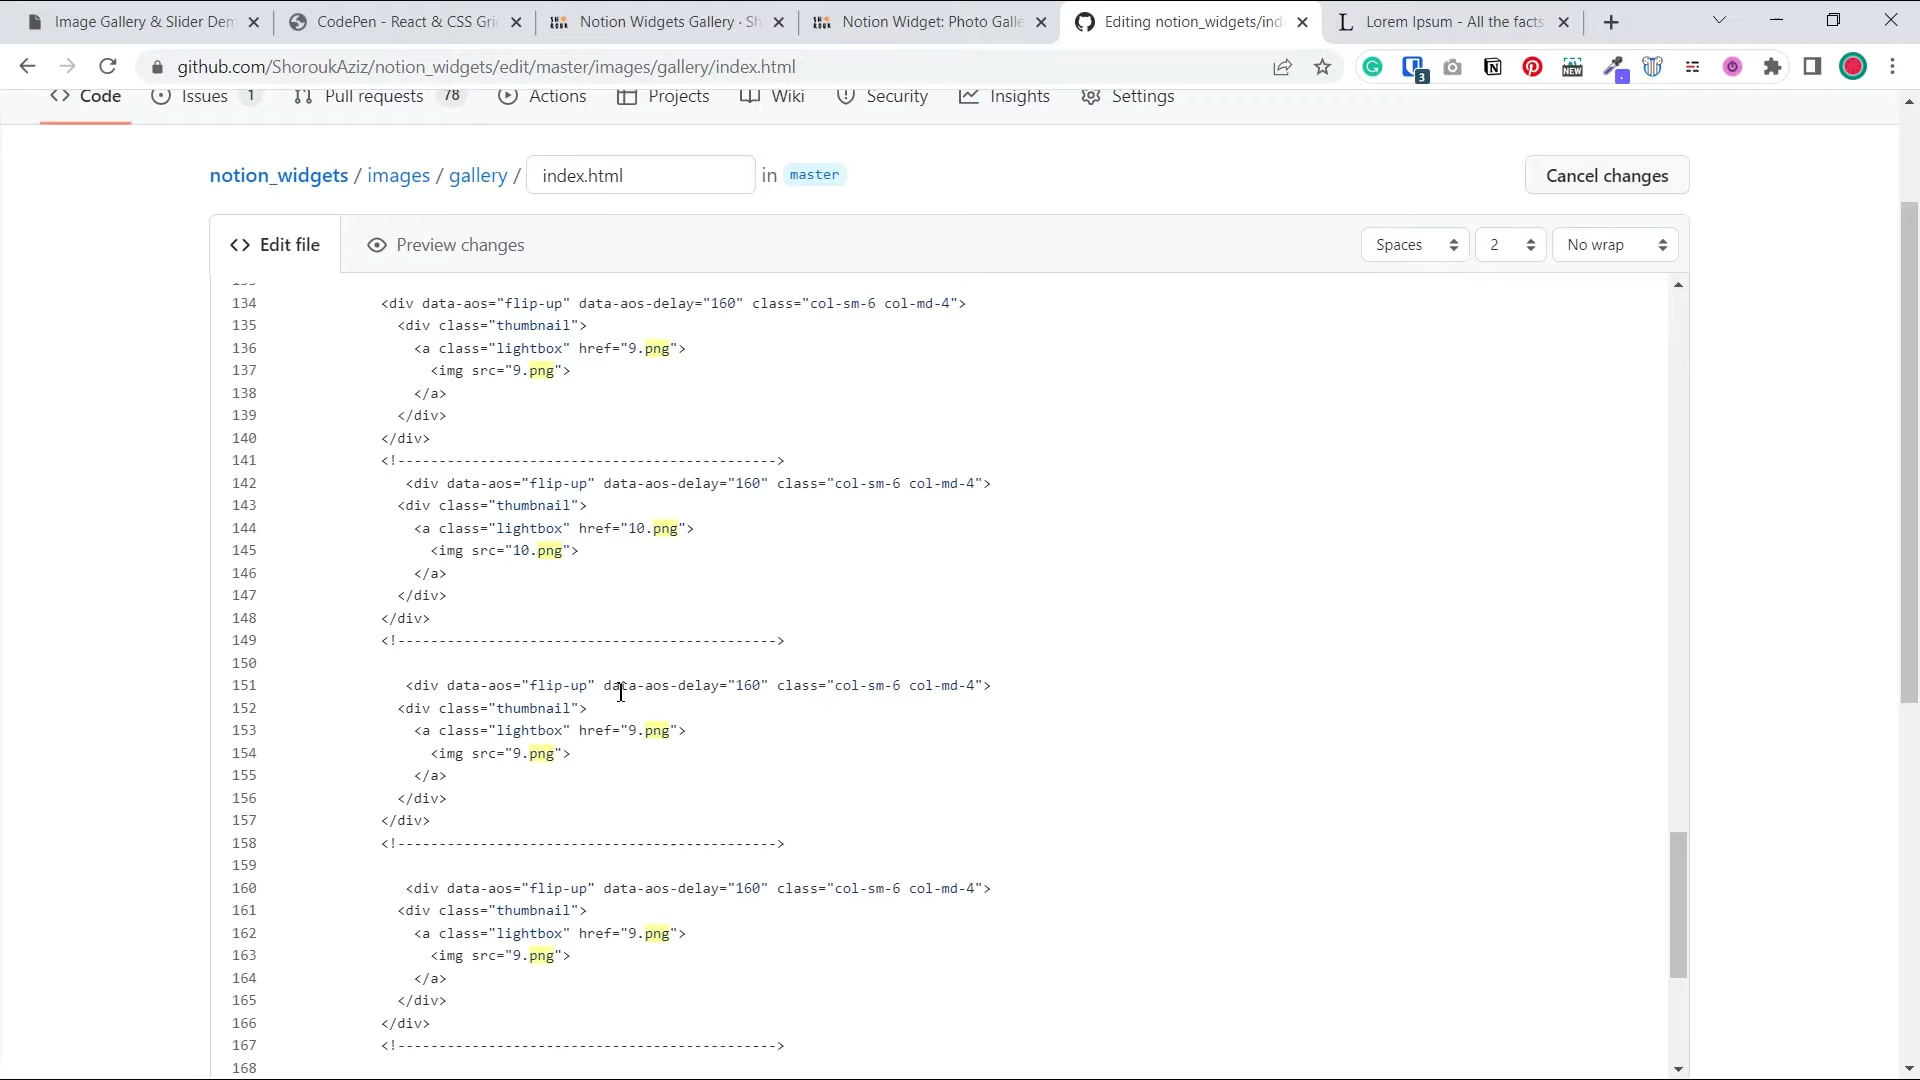 Image Gallery & Slider Dem
CodePen - React & CSS Gri
Notion Widgets Gallery · Sh
Notion Widget: Photo Galle
Editing notion_widgets/ind
Lorem Ipsum - All the facts
github.com/ShoroukAziz/notion_widgets/edit/master/images/gallery/index.html
3
NEW
Code
Issues 1
Pull requests 78
Actions
Projects
Wiki
Security
Insights
Settings
notion_widgets / images / gallery / index.html in master
Cancel changes
Edit file
Preview changes
Spaces
2
No wrap
134 <div data-aos="flip-up" data-aos-delay="160" class="col-sm-6 col-md-4">
135 <div class="thumbnail">
136 <a class="lightbox" href="9.png">
137 <img src="9.png">
138 </a>
139 </div>
140 </div>
141 <!---------------------------------------------->
142 <div data-aos="flip-up" data-aos-delay="160" class="col-sm-6 col-md-4">
143 <div class="thumbnail">
144 <a class="lightbox" href="10.png">
145 <img src="10.png">
146 </a>
147 </div>
148 </div>
149 <!---------------------------------------------->
150
151 <div data-aos="flip-up" data-aos-delay="160" class="col-sm-6 col-md-4">
152 <div class="thumbnail">
153 <a class="lightbox" href="9.png">
154 <img src="9.png">
155 </a>
156 </div>
157 </div>
158 <!---------------------------------------------->
159
160 <div data-aos="flip-up" data-aos-delay="160" class="col-sm-6 col-md-4">
161 <div class="thumbnail">
162 <a class="lightbox" href="9.png">
163 <img src="9.png">
164 </a>
165 </div>
166 </div>
167 <!---------------------------------------------->
168